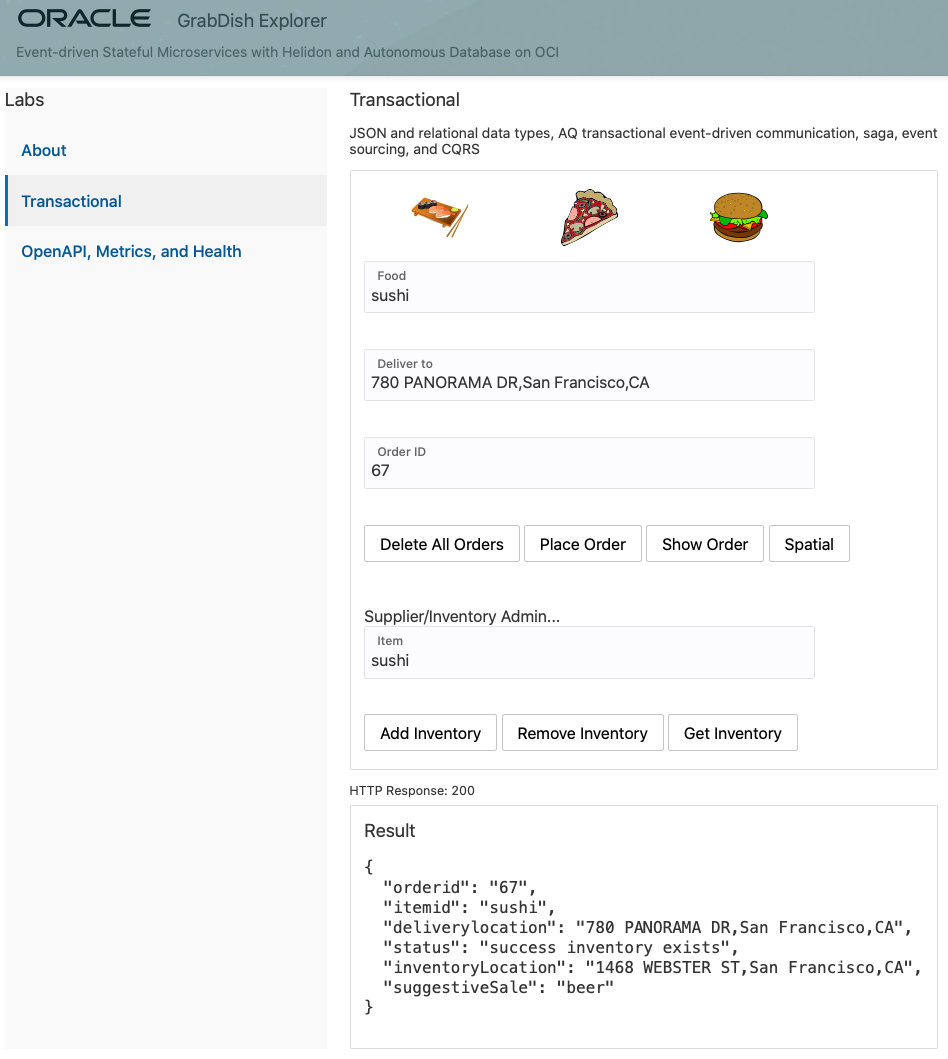 ORACLE GrabDish Explorer
Event-driven Stateful Microservices with Helidon and Autonomous Database on OCI
Labs
About
Transactional
OpenAPI, Metrics, and Health
Transactional
JSON and relational data types, AQ transactional event-driven communication, saga, event
sourcing, and CQRS
Food
sushi
Deliver to
780 PANORAMA DR,San Francisco,CA
Order ID
67
Delete All Orders Place Order Show Order Spatial
Supplier/Inventory Admin...
Item
sushi
Add Inventory Remove Inventory Get Inventory
HTTP Response: 200
Result
{
  "orderid": "67",
  "itemid": "sushi",
  "deliverylocation": "780 PANORAMA DR,San Francisco,CA",
  "status": "success inventory exists",
  "inventoryLocation": "1468 WEBSTER ST,San Francisco,CA",
  "suggestiveSale": "beer"
}